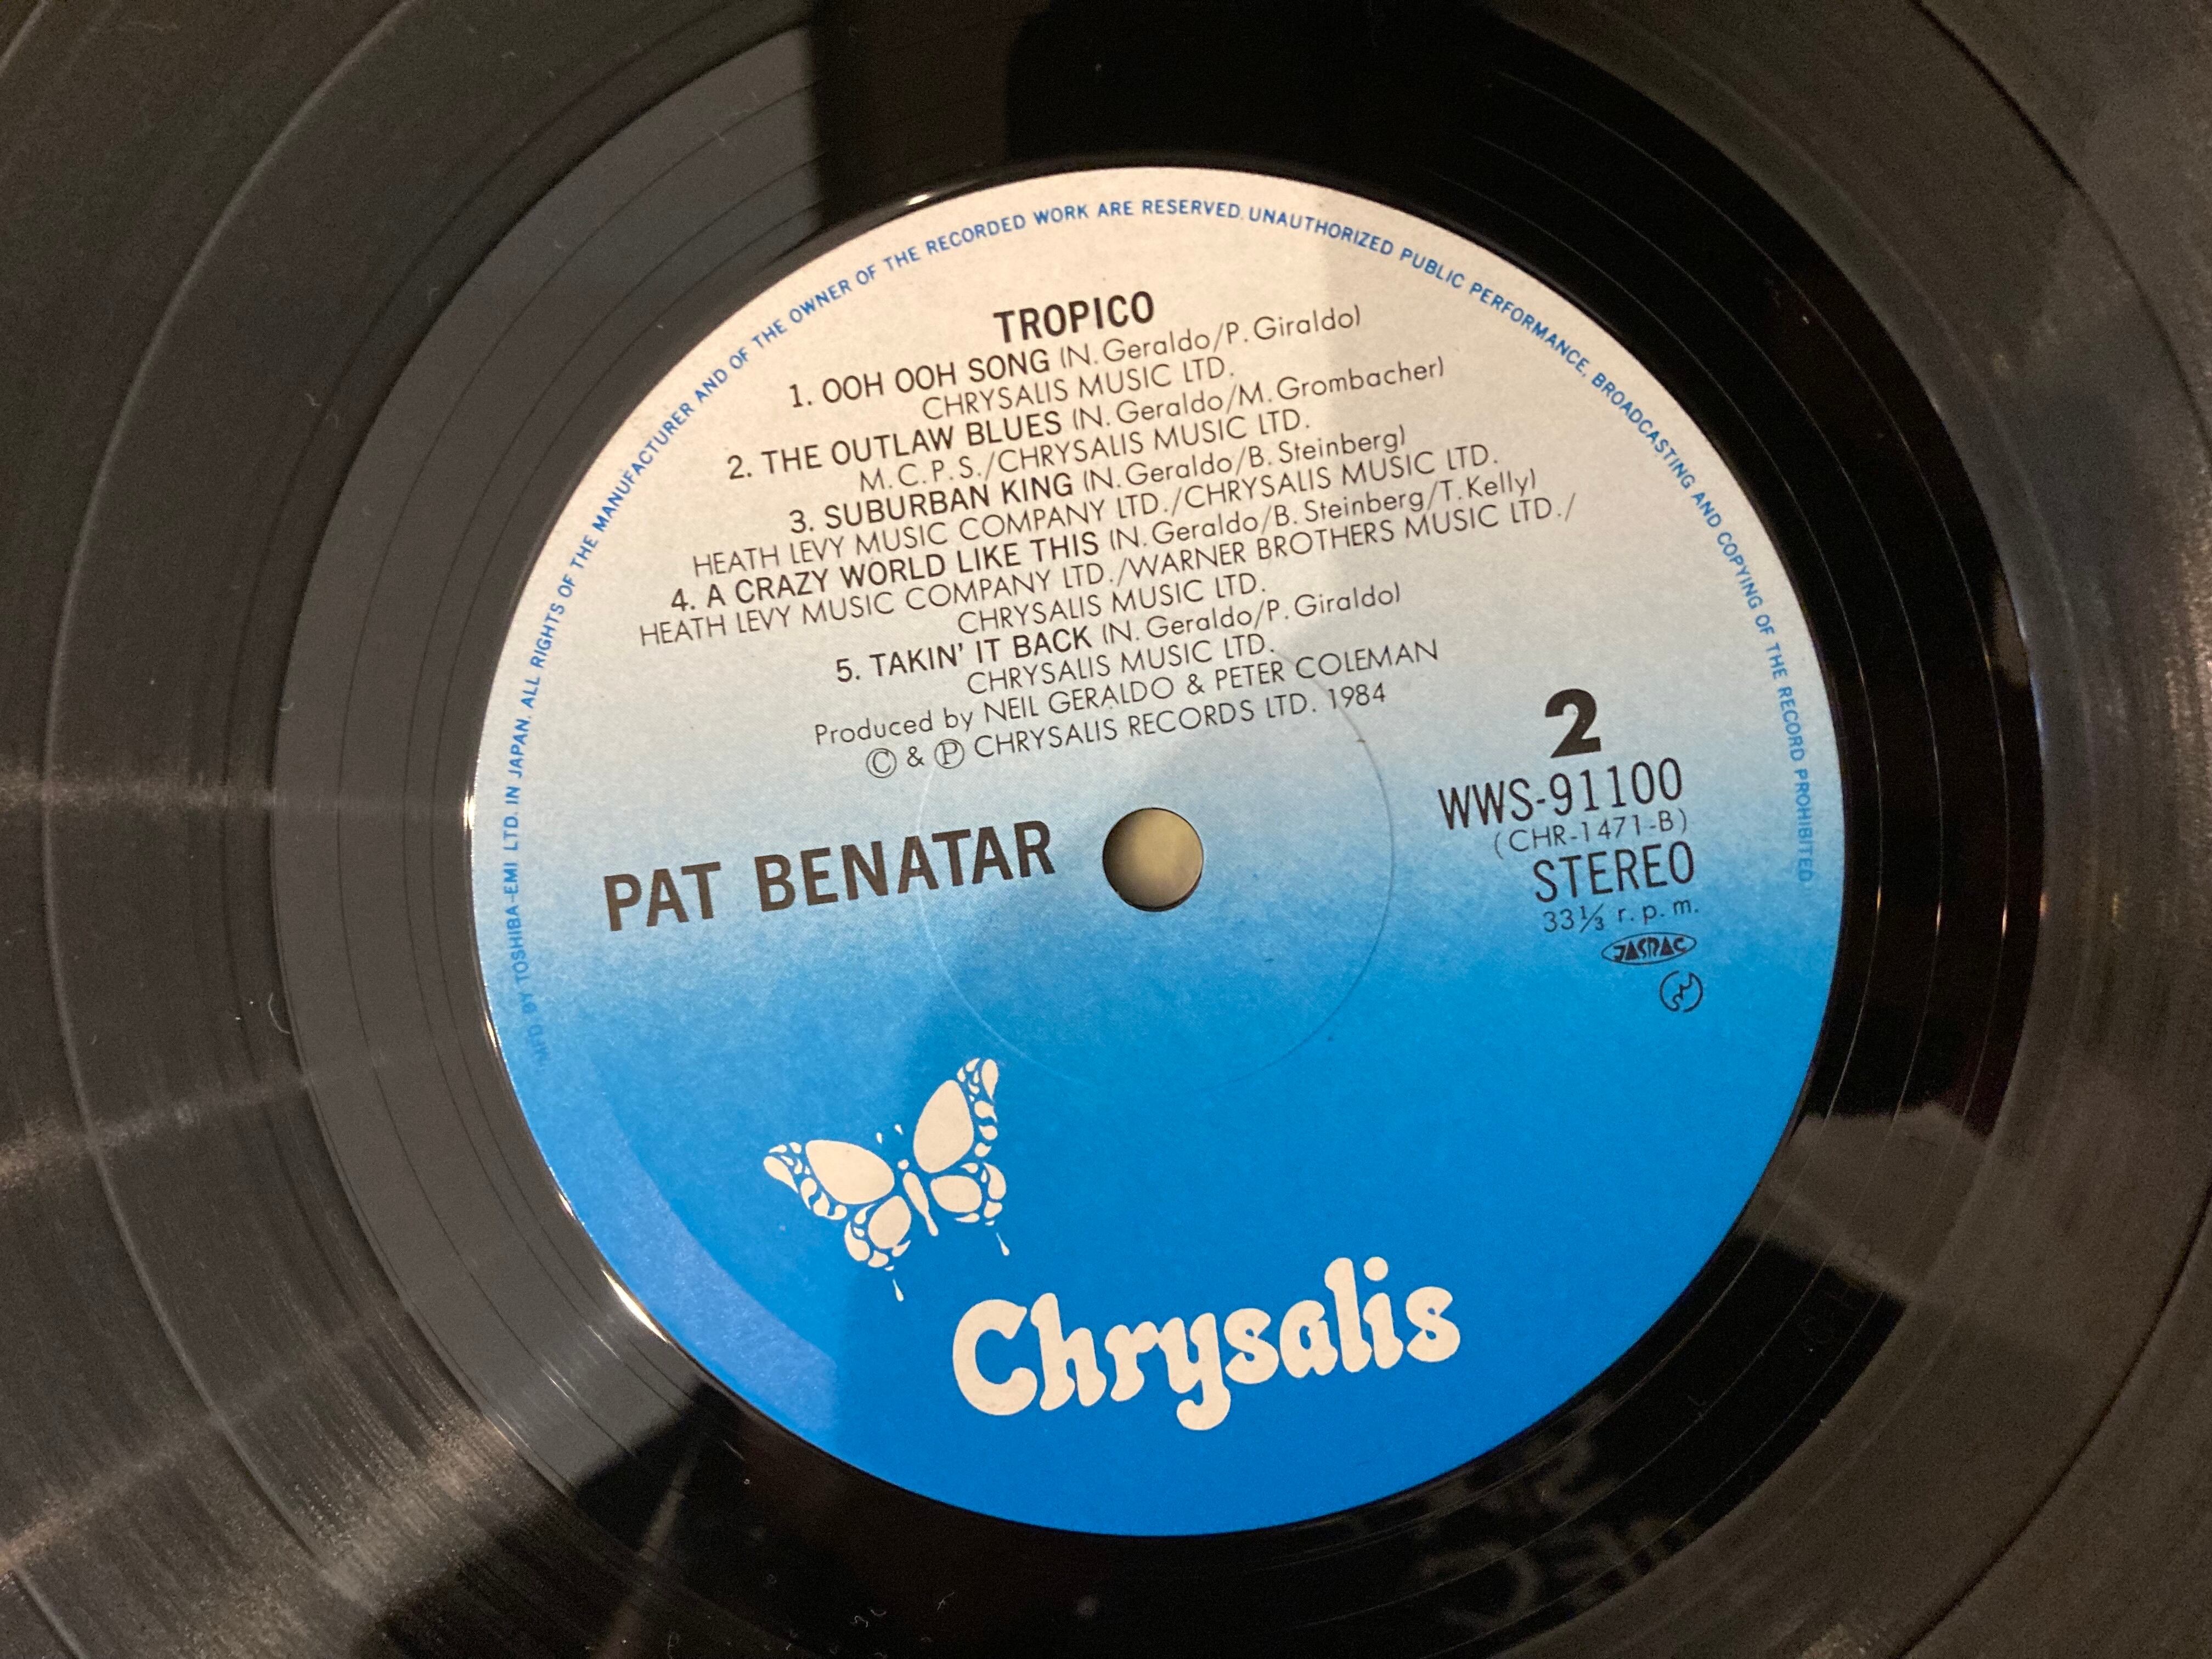 MFD. BY TOSHIBA-EMI LTD. IN JAPAN. ALL RIGHTS OF THE MANUFACTURER AND OF THE OWNER OF THE RECORDED WORK ARE RESERVED. UNAUTHORIZED PUBLIC PERFORMANCE, BROADCASTING AND COPYING OF THE RECORD PROHIBITED
TROPICO
1. OOH OOH SONG (N. Geraldo/P. Giraldo)
CHRYSALIS MUSIC LTD.
2. THE OUTLAW BLUES (N. Geraldo/M. Grombacher)
M.C.P.S./CHRYSALIS MUSIC LTD.
3. SUBURBAN KING (N. Geraldo/B. Steinberg)
HEATH LEVY MUSIC COMPANY LTD./CHRYSALIS MUSIC LTD.
4. A CRAZY WORLD LIKE THIS (N. Geraldo/B. Steinberg/T. Kelly)
HEATH LEVY MUSIC COMPANY LTD./WARNER BROTHERS MUSIC LTD./
CHRYSALIS MUSIC LTD.
5. TAKIN' IT BACK (N. Geraldo/P. Giraldo)
CHRYSALIS MUSIC LTD.
Produced by NEIL GERALDO & PETER COLEMAN
© & ℗ CHRYSALIS RECORDS LTD. 1984
2
WWS-91100
(CHR-1471-B)
STEREO
33⅓ r.p.m.
JASRAC
PAT BENATAR
Chrysalis